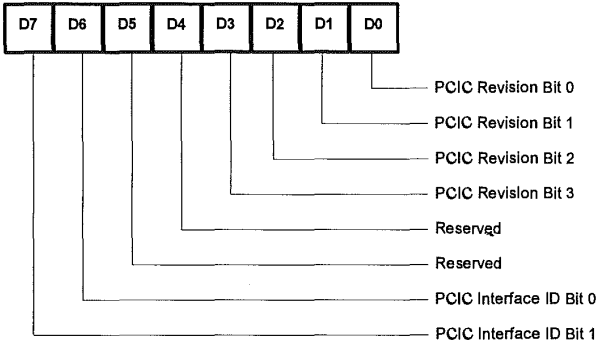 D7 D6 D5 D4 D3 D2 D1 D0
PCIC Revision Bit 0
PCIC Revision Bit 1
PCIC Revision Bit 2
PCIC Revision Bit 3
Reserved
Reserved
PCIC Interface ID Bit 0
PCIC Interface ID Bit 1